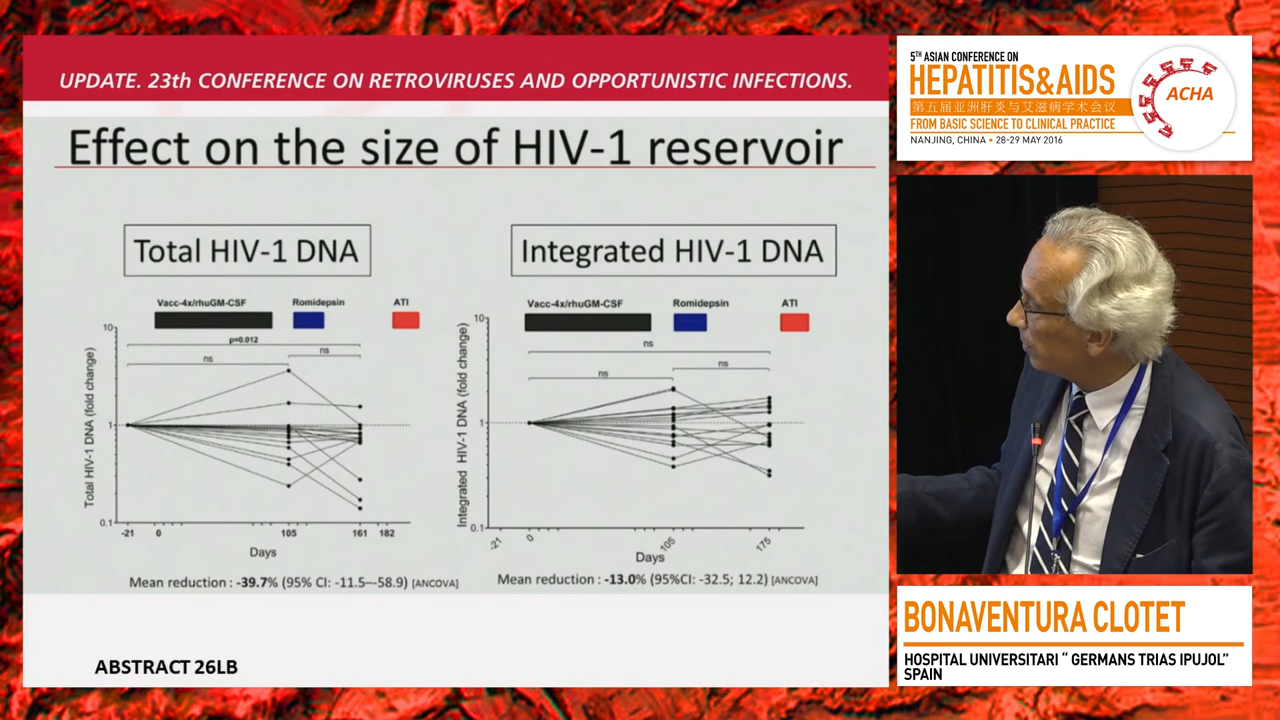 UPDATE. 23th CONFERENCE ON RETROVIRUSES AND OPPORTUNISTIC INFECTIONS.
Effect on the size of HIV-1 reservoir
Total HIV-1 DNA
Vacc-4x/rhuGM-CSF Romidepsin ATI
p=0.012
ns
ns
Total HIV-1 DNA (fold change)
10
1
0.1
-21 0 105 161 182
Days
Mean reduction : -39.7% (95% CI: -11.5–-58.9) [ANCOVA]
Integrated HIV-1 DNA
Vacc-4x/rhuGM-CSF Romidepsin ATI
ns
ns
ns
Integrated HIV-1 DNA (fold change)
10
1
0.1
-21 0 105 175
Days
Mean reduction : -13.0% (95%CI: -32.5; 12.2) [ANCOVA]
ABSTRACT 26LB
5TH ASIAN CONFERENCE ON
HEPATITIS&AIDS
第五届亚洲肝炎与艾滋病学术会议
FROM BASIC SCIENCE TO CLINICAL PRACTICE
NANJING, CHINA • 28-29 MAY 2016
ACHA
BONAVENTURA CLOTET
HOSPITAL UNIVERSITARI “ GERMANS TRIAS IPUJOL”
SPAIN